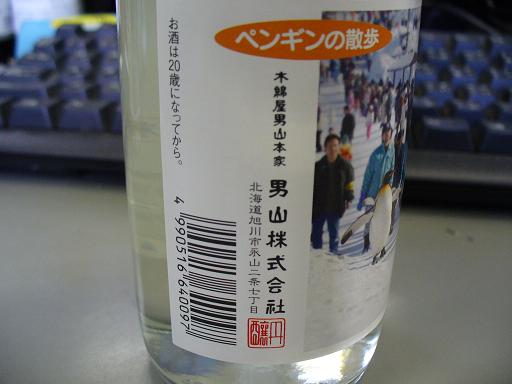 ペンギンの散歩
木綿屋男山本家
男山株式会社
北海道旭川市永山二条七丁目
お酒は20歳になってから。
4 990516 640097